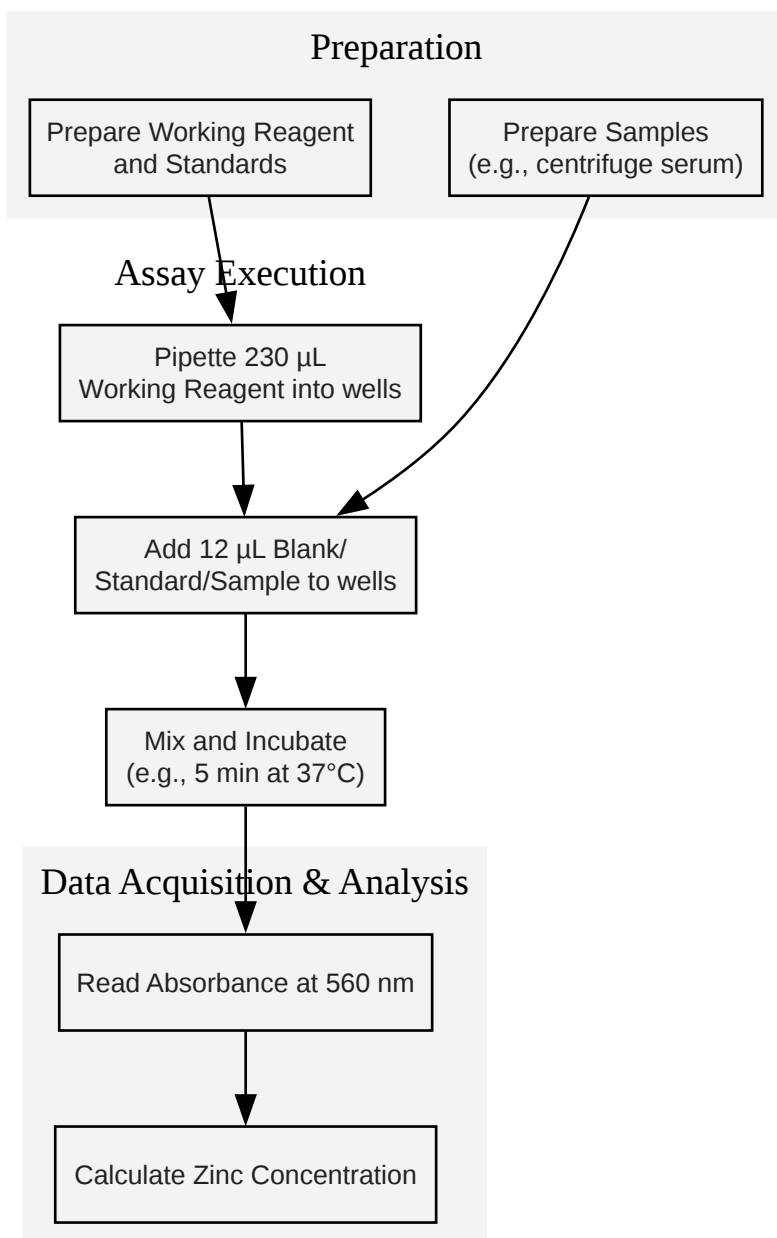 Preparation
Prepare Working Reagent
and Standards
Prepare Samples
(e.g., centrifuge serum)
Assay Execution
Pipette 230 µL
Working Reagent into wells
Add 12 µL Blank/
Standard/Sample to wells
Mix and Incubate
(e.g., 5 min at 37°C)
Data Acquisition & Analysis
Read Absorbance at 560 nm
Calculate Zinc Concentration